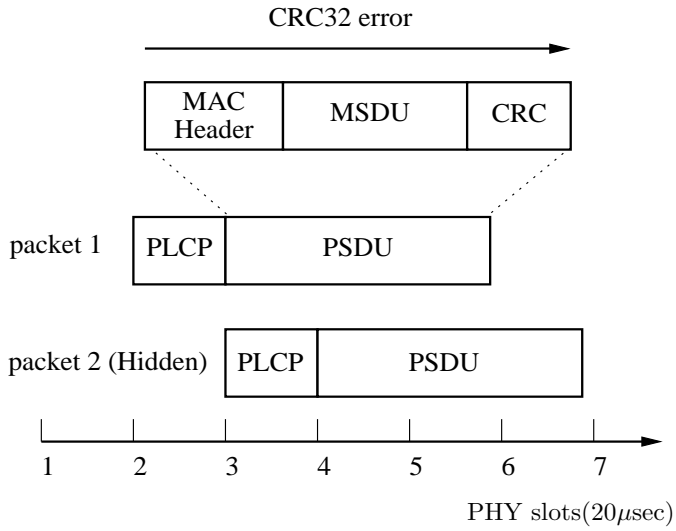 CRC32 error
MAC Header MSDU CRC
packet 1 PLCP PSDU
packet 2 (Hidden) PLCP PSDU
1 2 3 4 5 6 7
PHY slots(20μsec)